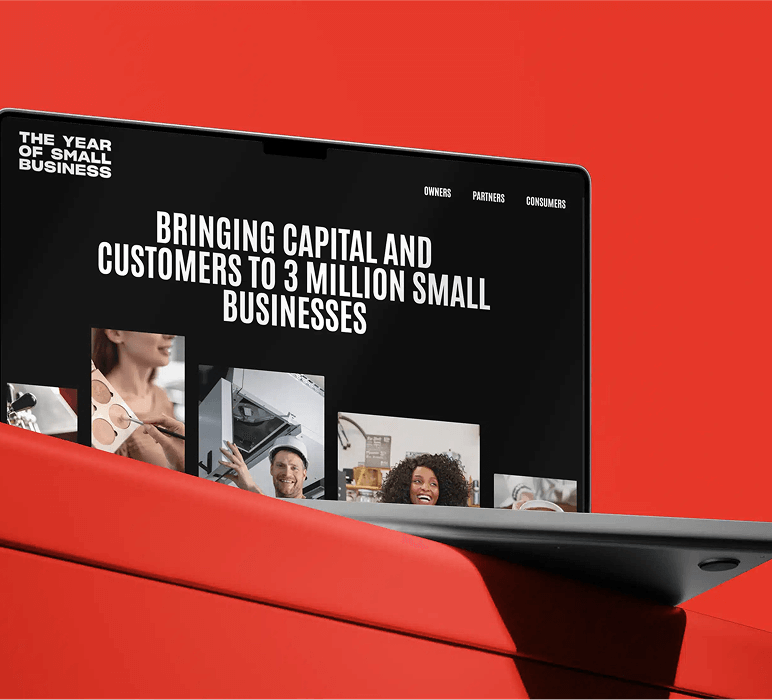 THE YEAR
OF SMALL
BUSINESS
OWNERS
PARTNERS
CONSUMERS
BRINGING CAPITAL AND
CUSTOMERS TO 3 MILLION SMALL
BUSINESSES